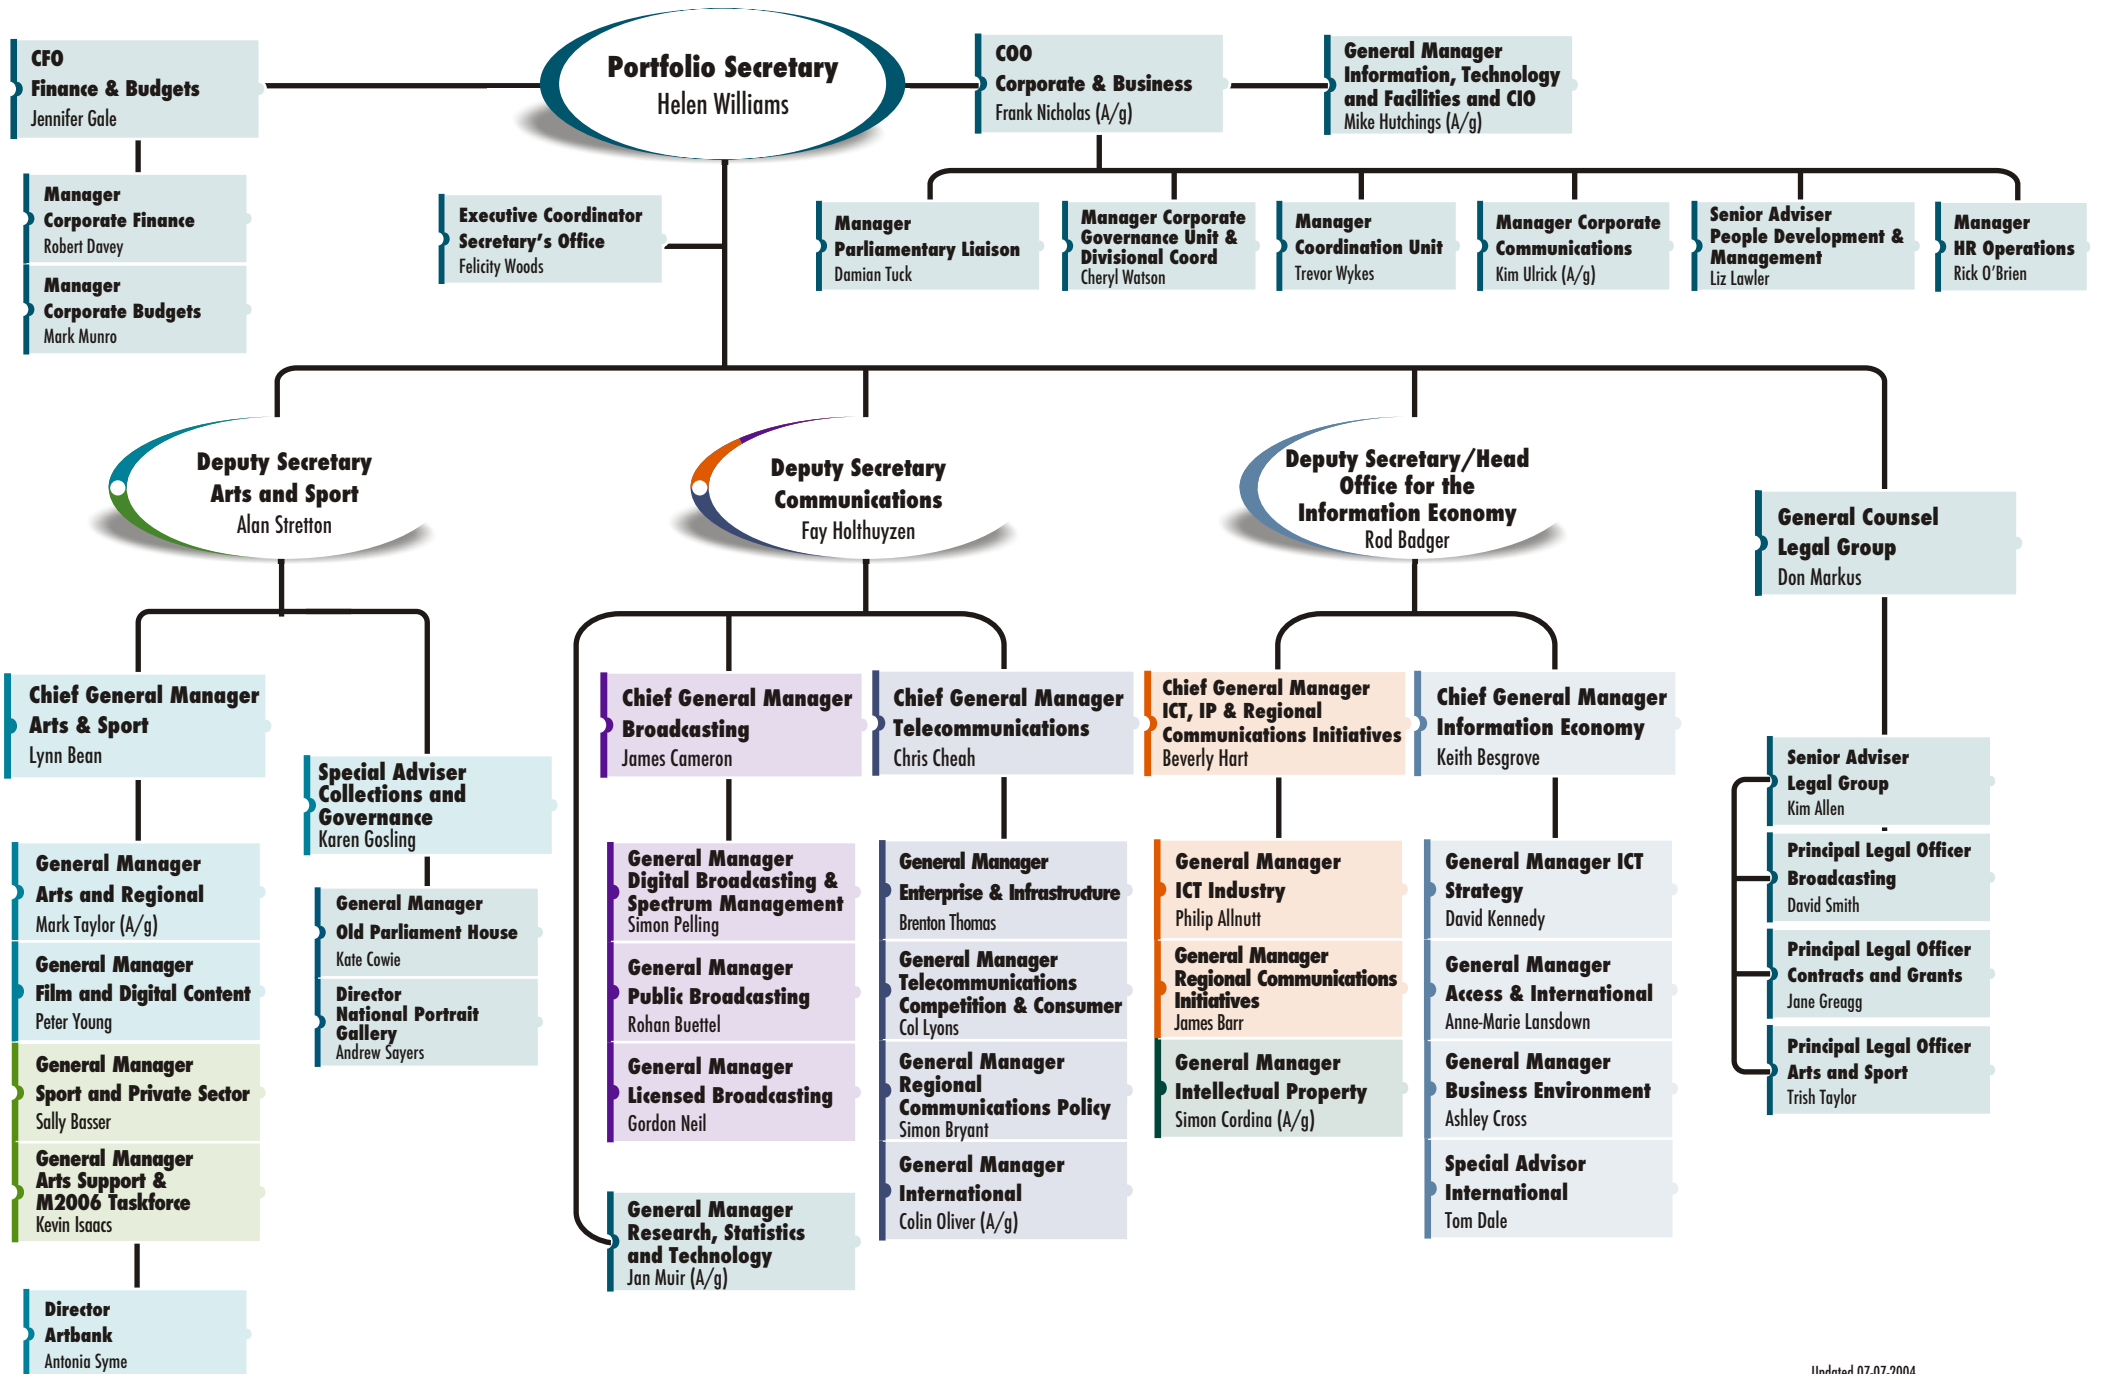 CFO
Finance & Budgets
Jennifer Gale
Portfolio Secretary
Helen Williams
COO
Corporate & Business
Frank Nicholas (A/g)
General Manager
Information, Technology
and Facilities and CIO
Mike Hutchings (A/g)
Manager
Corporate Finance
Robert Davey
Manager
Corporate Budgets
Mark Munro
Executive Coordinator
Secretary's Office
Felicity Woods
Manager
Parliamentary Liaison
Damian Tuck
Manager Corporate
Governance Unit &
Divisional Coord
Cheryl Watson
Manager
Coordination Unit
Trevor Wykes
Manager Corporate
Communications
Kim Ulrick (A/g)
Senior Adviser
People Development &
Management
Liz Lawler
Manager
HR Operations
Rick O'Brien
Deputy Secretary
Arts and Sport
Alan Stretton
Deputy Secretary
Communications
Fay Holthuyzen
Deputy Secretary/Head
Office for the
Information Economy
Rod Badger
General Counsel
Legal Group
Don Markus
Chief General Manager
Arts & Sport
Lynn Bean
Special Adviser
Collections and
Governance
Karen Gosling
Chief General Manager
Broadcasting
James Cameron
Chief General Manager
Telecommunications
Chris Cheah
Chief General Manager
ICT, IP & Regional
Communications Initiatives
Beverly Hart
Chief General Manager
Information Economy
Keith Besgrove
General Manager
Arts and Regional
Mark Taylor (A/g)
General Manager
Film and Digital Content
Peter Young
General Manager
Sport and Private Sector
Sally Basser
General Manager
Arts Support &
M2006 Taskforce
Kevin Isaacs
Director
Artbank
Antonia Syme
General Manager
Old Parliament House
Kate Cowie
Director
National Portrait
Gallery
Andrew Sayers
General Manager
Digital Broadcasting &
Spectrum Management
Simon Pelling
General Manager
Public Broadcasting
Rohan Buettel
General Manager
Licensed Broadcasting
Gordon Neil
General Manager
Research, Statistics
and Technology
Jan Muir (A/g)
General Manager
Enterprise & Infrastructure
Brenton Thomas
General Manager
Telecommunications
Competition & Consumer
Col Lyons
General Manager
Regional
Communications Policy
Simon Bryant
General Manager
International
Colin Oliver (A/g)
General Manager
ICT Industry
Philip Allnutt
General Manager
Regional Communications
Initiatives
James Barr
General Manager
Intellectual Property
Simon Cordina (A/g)
General Manager ICT
Strategy
David Kennedy
General Manager
Access & International
Anne-Marie Lansdown
General Manager
Business Environment
Ashley Cross
Special Advisor
International
Tom Dale
Senior Adviser
Legal Group
Kim Allen
Principal Legal Officer
Broadcasting
David Smith
Principal Legal Officer
Contracts and Grants
Jane Greagg
Principal Legal Officer
Arts and Sport
Trish Taylor
Updated 07-07-2004